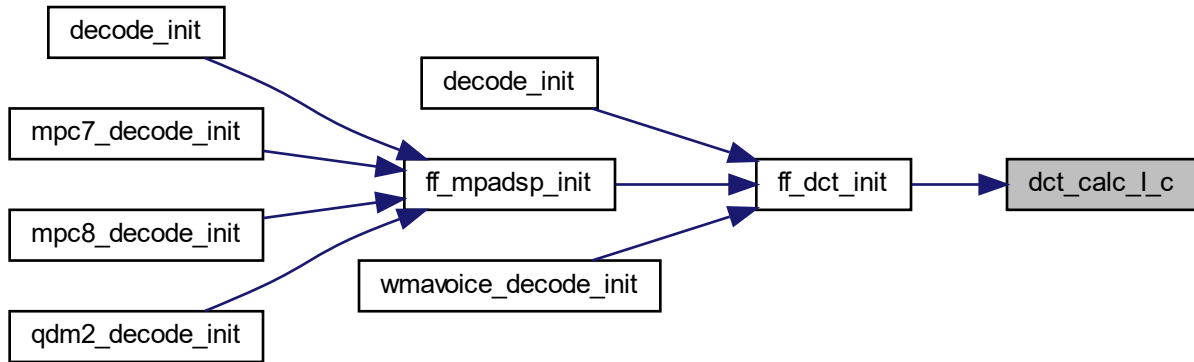 decode_init
mpc7_decode_init
mpc8_decode_init
qdm2_decode_init
decode_init
ff_mpadsp_init
wmavoice_decode_init
ff_dct_init
dct_calc_I_c